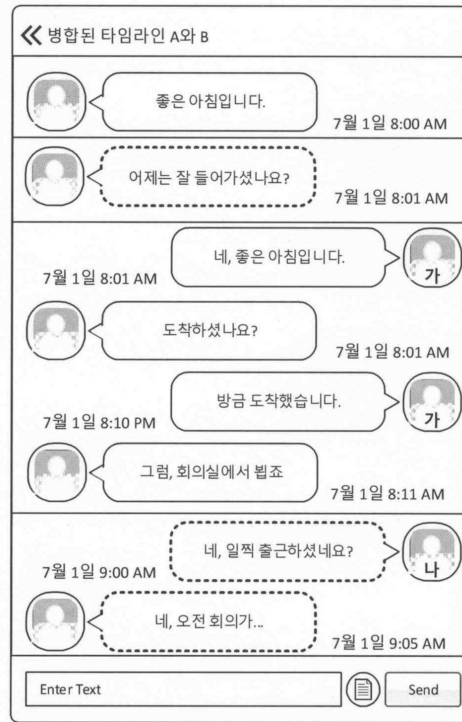 병합된 타임라인 A와 B
좋은 아침입니다.
7월 1일 8:00 AM
어제는 잘 들어가셨나요?
7월 1일 8:01 AM
네, 좋은 아침입니다.
7월 1일 8:01 AM
가
도착하셨나요?
7월 1일 8:01 AM
방금 도착했습니다.
7월 1일 8:10 PM
가
그럼, 회의실에서 뵙죠
7월 1일 8:11 AM
네, 일찍 출근하셨네요?
7월 1일 9:00 AM
나
네, 오전 회의가...
7월 1일 9:05 AM
Enter Text
Send